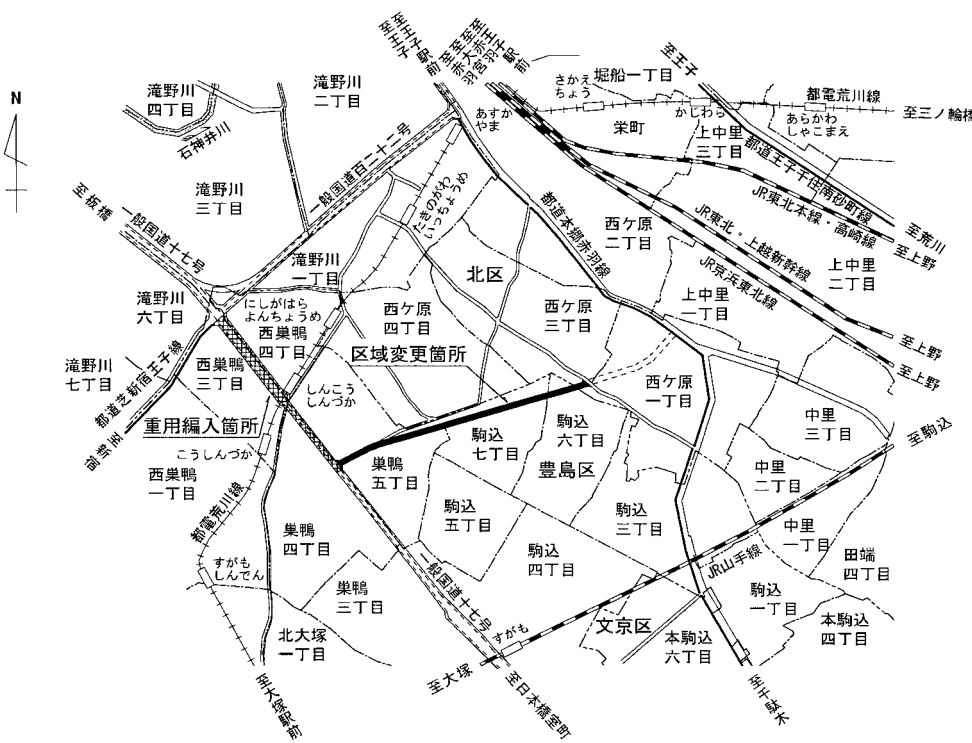 N
至王子
至王子駅前
至赤羽
至大宮
至赤羽
至王子駅前
至王子
滝野川
四丁目
滝野川
二丁目
石神井川
さかえ
ちょう
堀船一丁目
都電荒川線
至三ノ輪橋
あすか
やま
栄町
かじわら
あらかわ
しゃこまえ
上中里
三丁目
都道王子千住南砂町線
JR東北本線・高崎線
至荒川
至上野
一般国道百二十二号
滝野川
三丁目
至板橋
一般国道十七号
たきのがわ
いっちょうめ
都道本郷赤羽線
西ケ原
二丁目
JR東北・上越新幹線
JR京浜東北線
上中里
二丁目
至上野
至上野
滝野川
一丁目
北区
上中里
一丁目
滝野川
六丁目
にしがはら
よんちょうめ
西巣鴨
四丁目
西ケ原
四丁目
西ケ原
三丁目
滝野川
七丁目
西巣鴨
三丁目
区域変更箇所
都道芝新宿王子線
至新宿
しんこう
しんづか
西ケ原
一丁目
重用編入箇所
こうしんづか
西巣鴨
一丁目
巣鴨
五丁目
駒込
七丁目
駒込
六丁目
豊島区
中里
三丁目
至駒込
中里
二丁目
都電荒川線
巣鴨
四丁目
駒込
五丁目
駒込
三丁目
中里
一丁目
田端
四丁目
駒込
四丁目
JR山手線
すがも
しんでん
巣鴨
三丁目
一般国道十七号
駒込
一丁目
北大塚
一丁目
すがも
文京区
本駒込
六丁目
本駒込
四丁目
至大塚
至大塚駅前
至日本橋室町
至千駄木